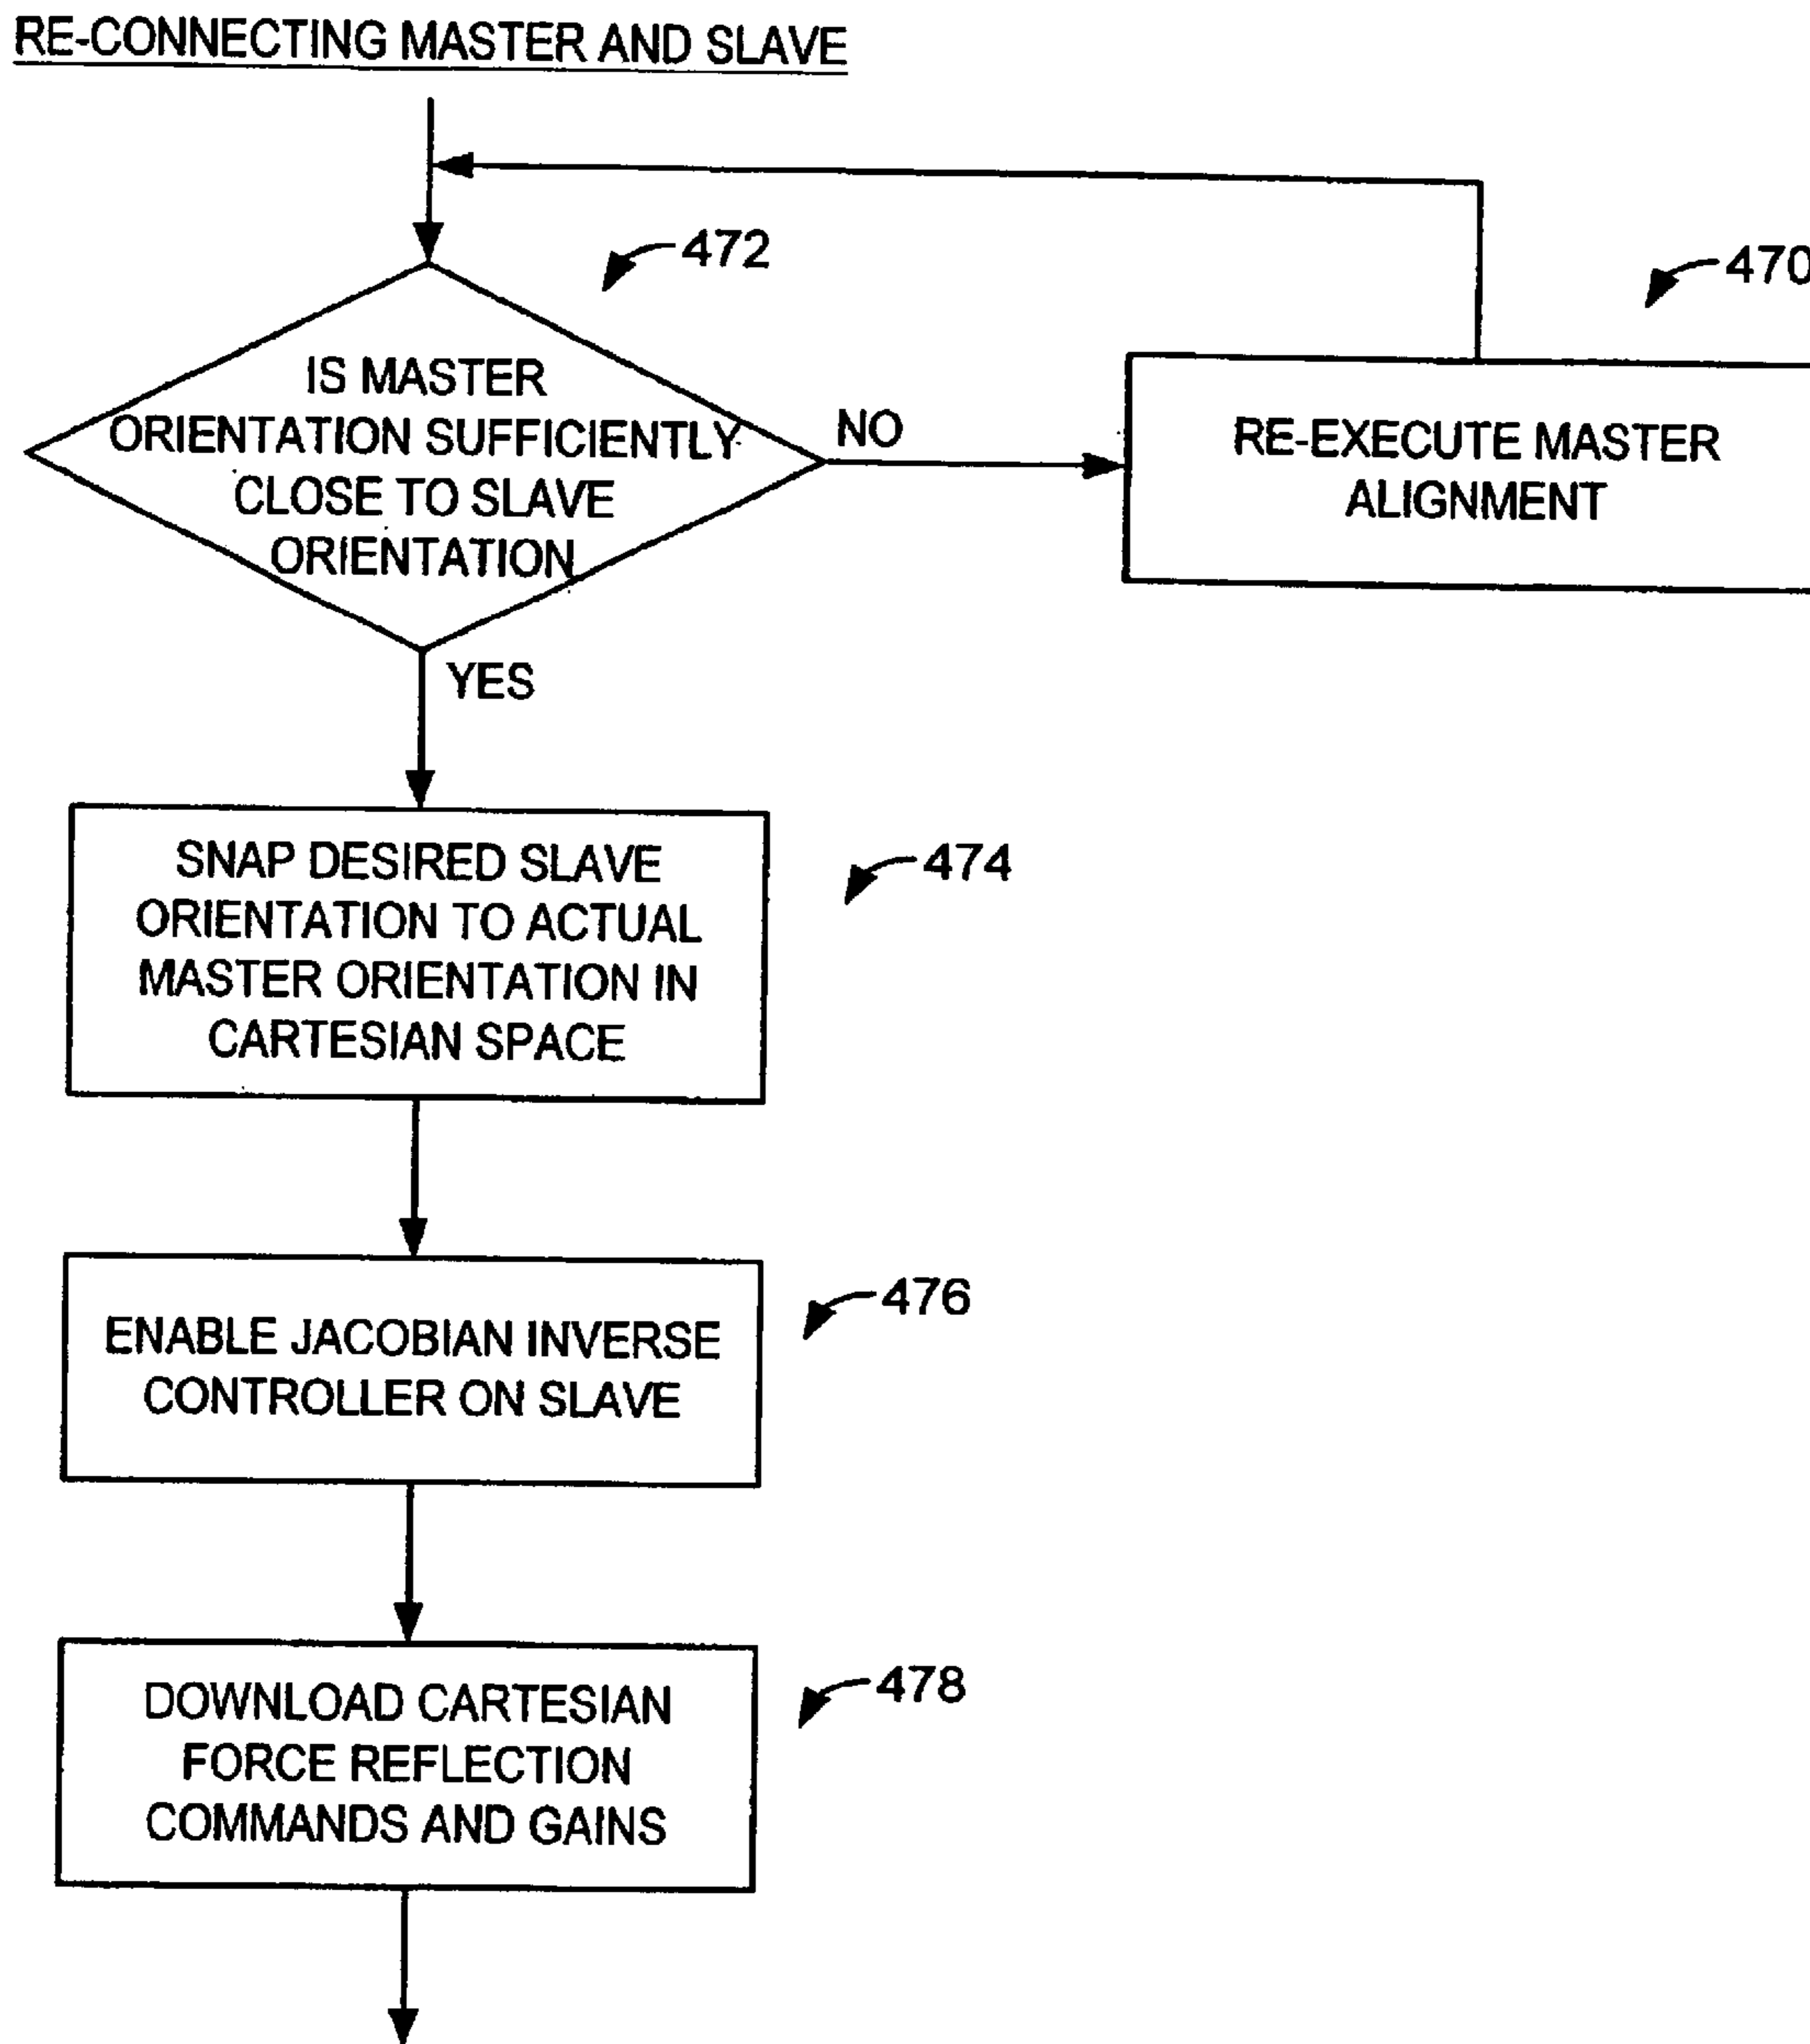 RE-CONNECTING MASTER AND SLAVE
472
470
IS MASTER
ORIENTATION SUFFICIENTLY
CLOSE TO SLAVE
ORIENTATION
NO
RE-EXECUTE MASTER
ALIGNMENT
YES
SNAP DESIRED SLAVE
ORIENTATION TO ACTUAL
MASTER ORIENTATION IN
CARTESIAN SPACE
474
ENABLE JACOBIAN INVERSE
CONTROLLER ON SLAVE
476
DOWNLOAD CARTESIAN
FORCE REFLECTION
COMMANDS AND GAINS
478